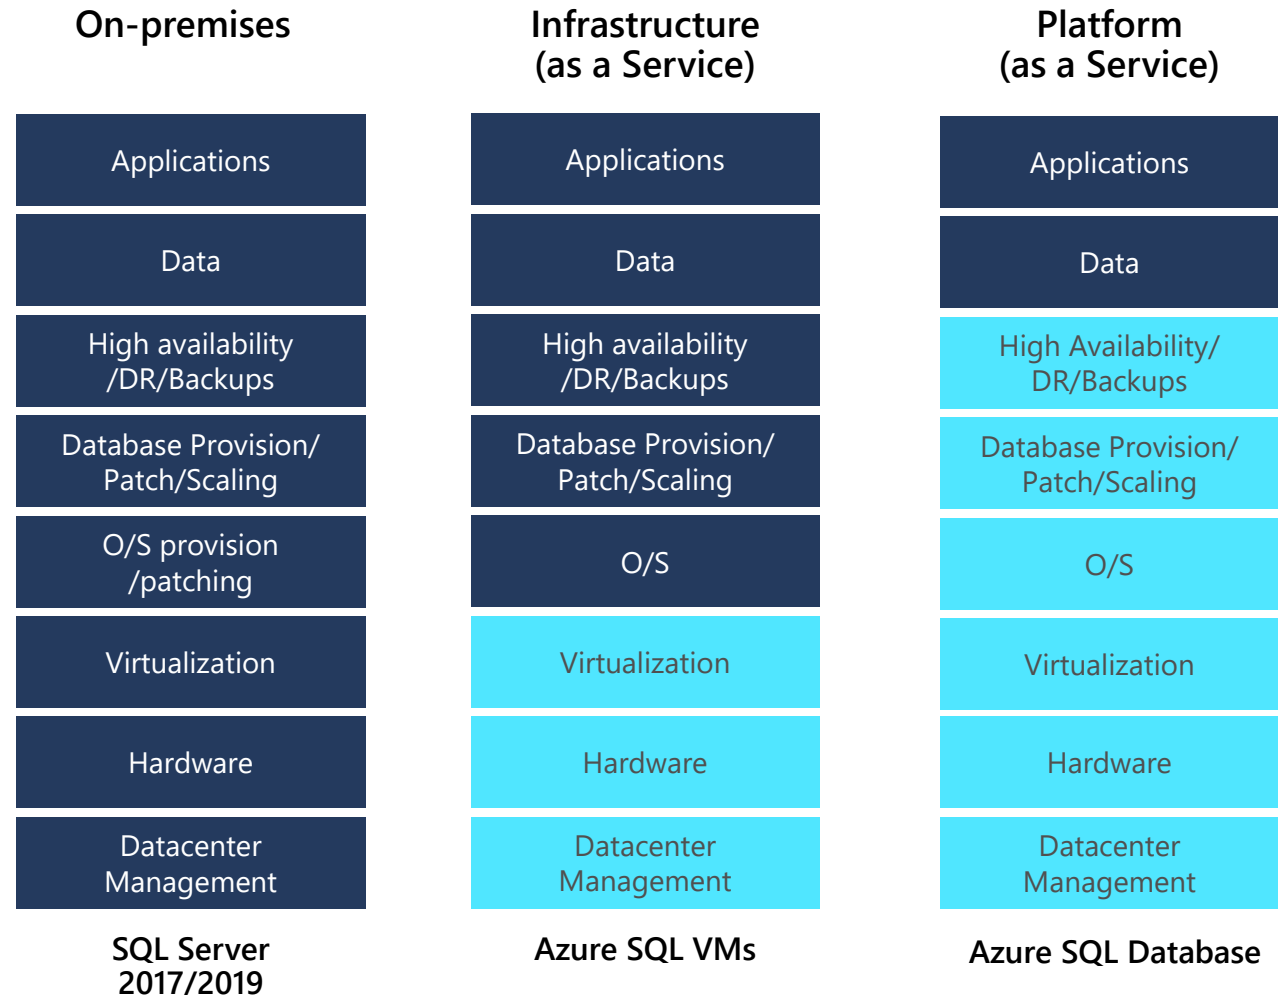 On-premises
Applications
Data
High availability
/DR/Backups
Database Provision/
Patch/Scaling
O/S provision
/patching
Virtualization
Hardware
Datacenter
Management
SQL Server
2017/2019
Infrastructure
(as a Service)
Applications
Data
High availability
/DR/Backups
Database Provision/
Patch/Scaling
O/S
Virtualization
Hardware
Datacenter
Management
Azure SQL VMs
Platform
(as a Service)
Applications
Data
High Availability/
DR/Backups
Database Provision/
Patch/Scaling
O/S
Virtualization
Hardware
Datacenter
Management
Azure SQL Database